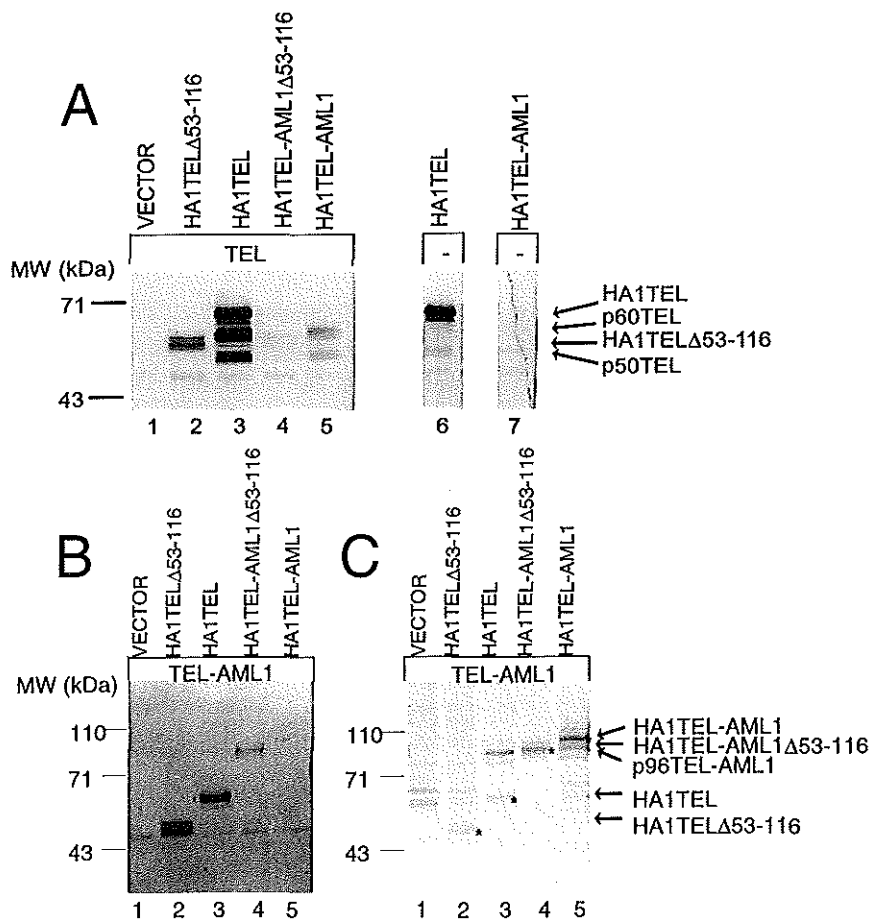 A
VECTOR
HA1TELΔ53-116
HA1TEL
HA1TEL-AML1Δ53-116
HA1TEL-AML1
HA1TEL
HA1TEL-AML1
TEL
-
-
MW (kDa)
71
43
HA1TEL
p60TEL
HA1TELΔ53-116
p50TEL
1 2 3 4 5 6 7
B
VECTOR
HA1TELΔ53-116
HA1TEL
HA1TEL-AML1Δ53-116
HA1TEL-AML1
TEL-AML1
MW (kDa)
110
71
43
1 2 3 4 5
C
VECTOR
HA1TELΔ53-116
HA1TEL
HA1TEL-AML1Δ53-116
HA1TEL-AML1
TEL-AML1
110
71
43
HA1TEL-AML1
HA1TEL-AML1Δ53-116
p96TEL-AML1
HA1TEL
HA1TELΔ53-116
1 2 3 4 5